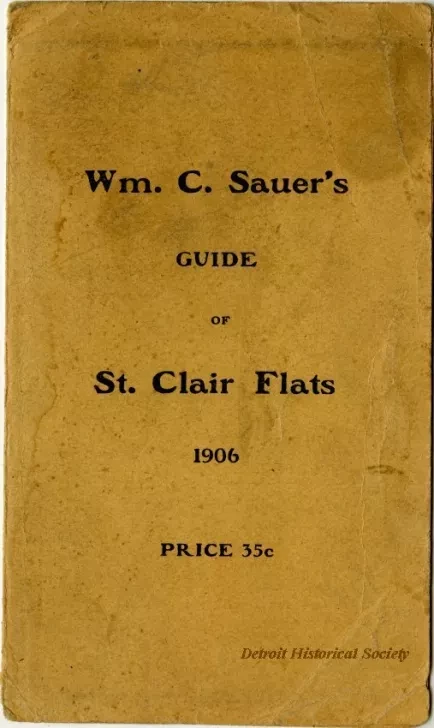 Wm. C. Sauer's
GUIDE
OF
St. Clair Flats
1906
PRICE 35c
Detroit Historical Society